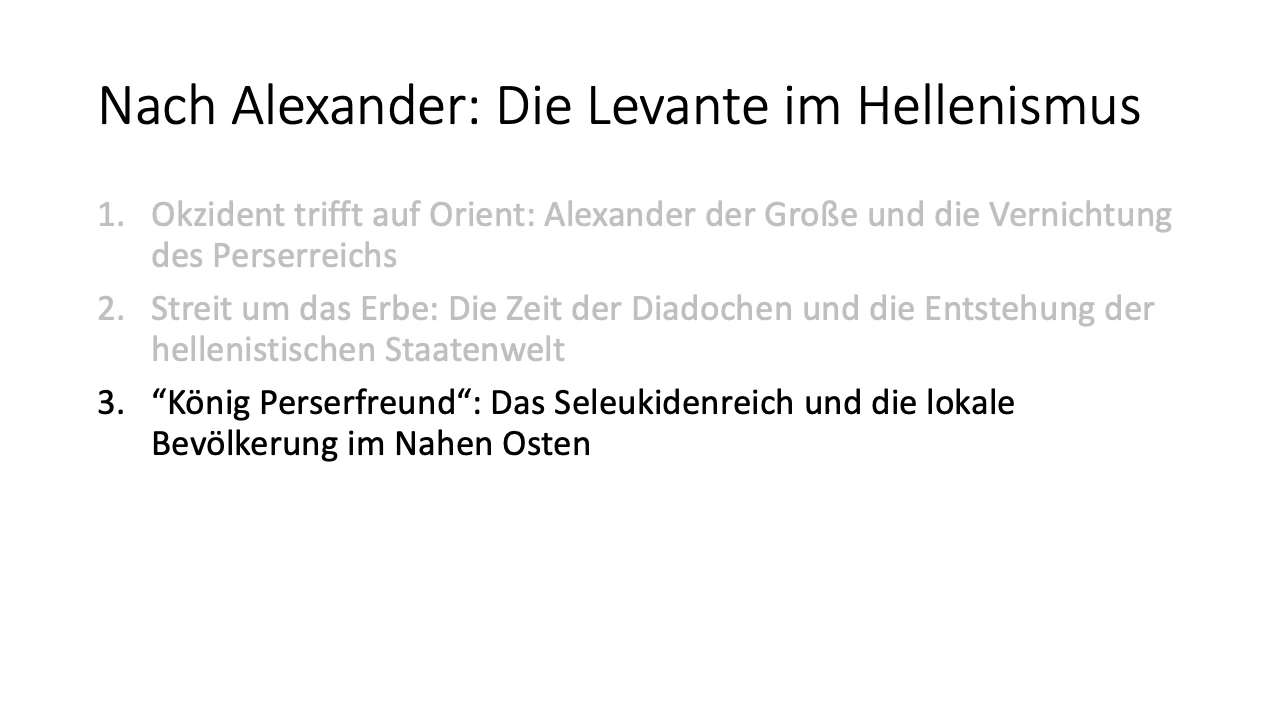 Nach Alexander: Die Levante im Hellenismus
1. Okzident trifft auf Orient: Alexander der Große und die Vernichtung
des Perserreichs
2. Streit um das Erbe: Die Zeit der Diadochen und die Entstehung der
hellenistischen Staatenwelt
3. “König Perserfreund“: Das Seleukidenreich und die lokale
Bevölkerung im Nahen Osten